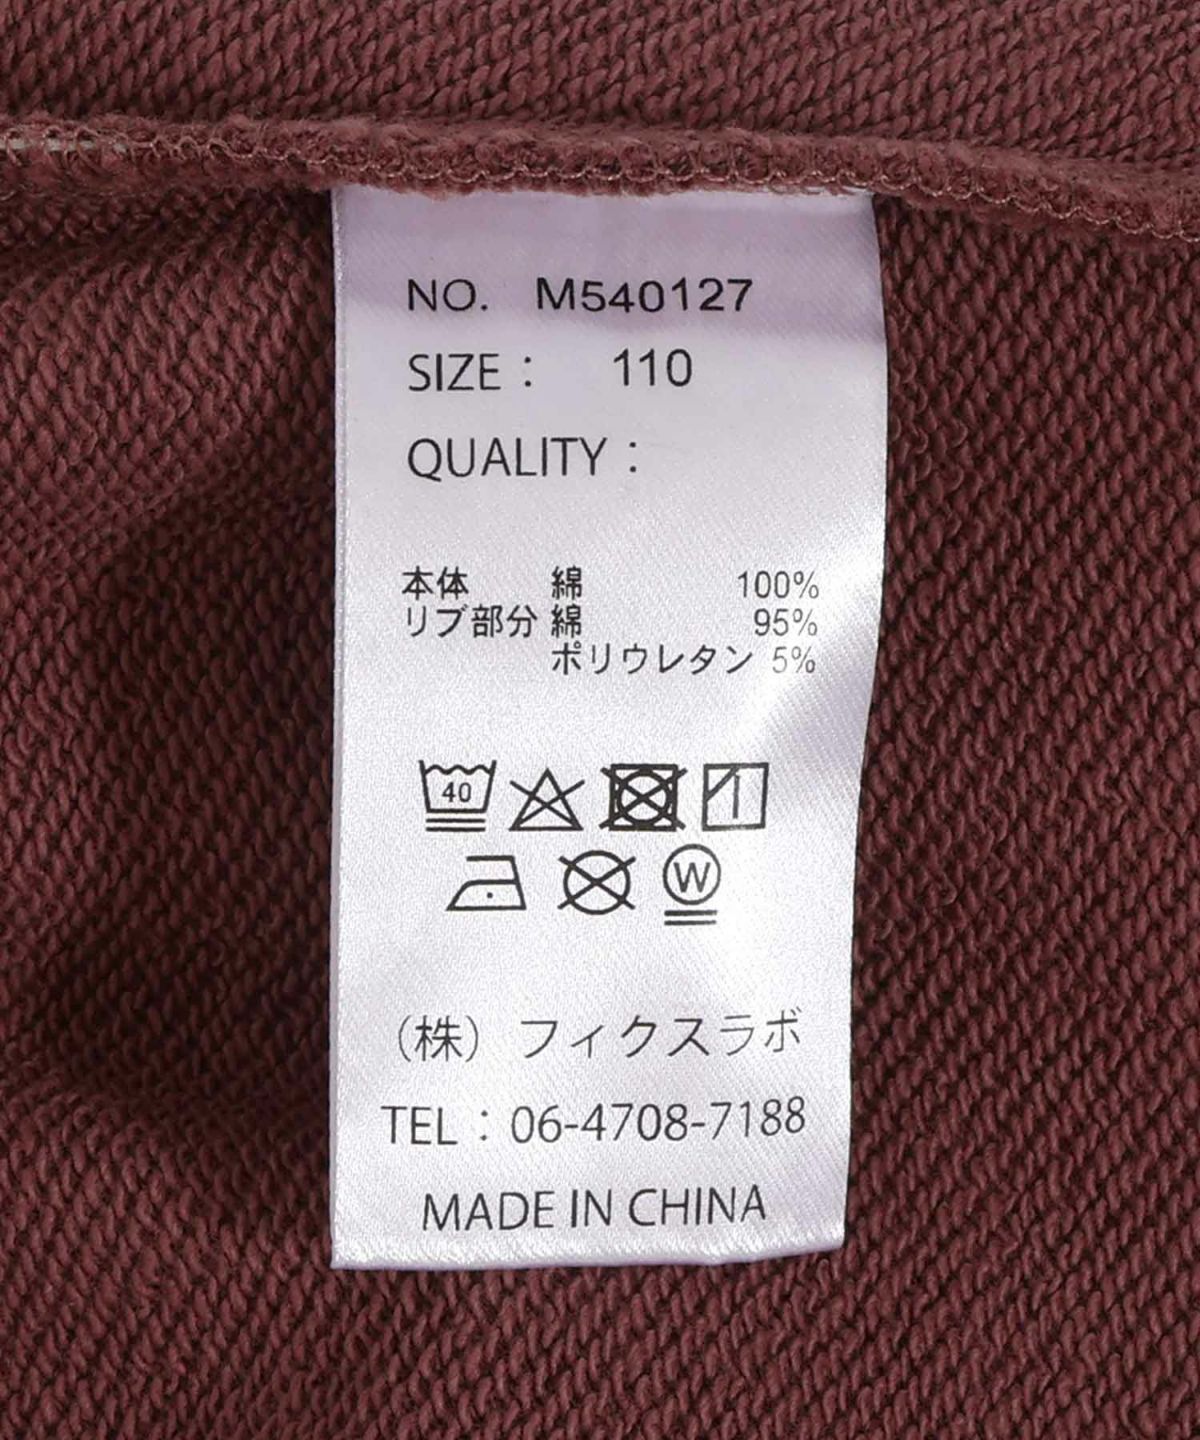 NO. M540127
SIZE： 110
QUALITY：
本体 綿 100%
リブ部分 綿 95%
ポリウレタン 5%
40
W
（株） フィクスラボ
TEL：06-4708-7188
MADE IN CHINA